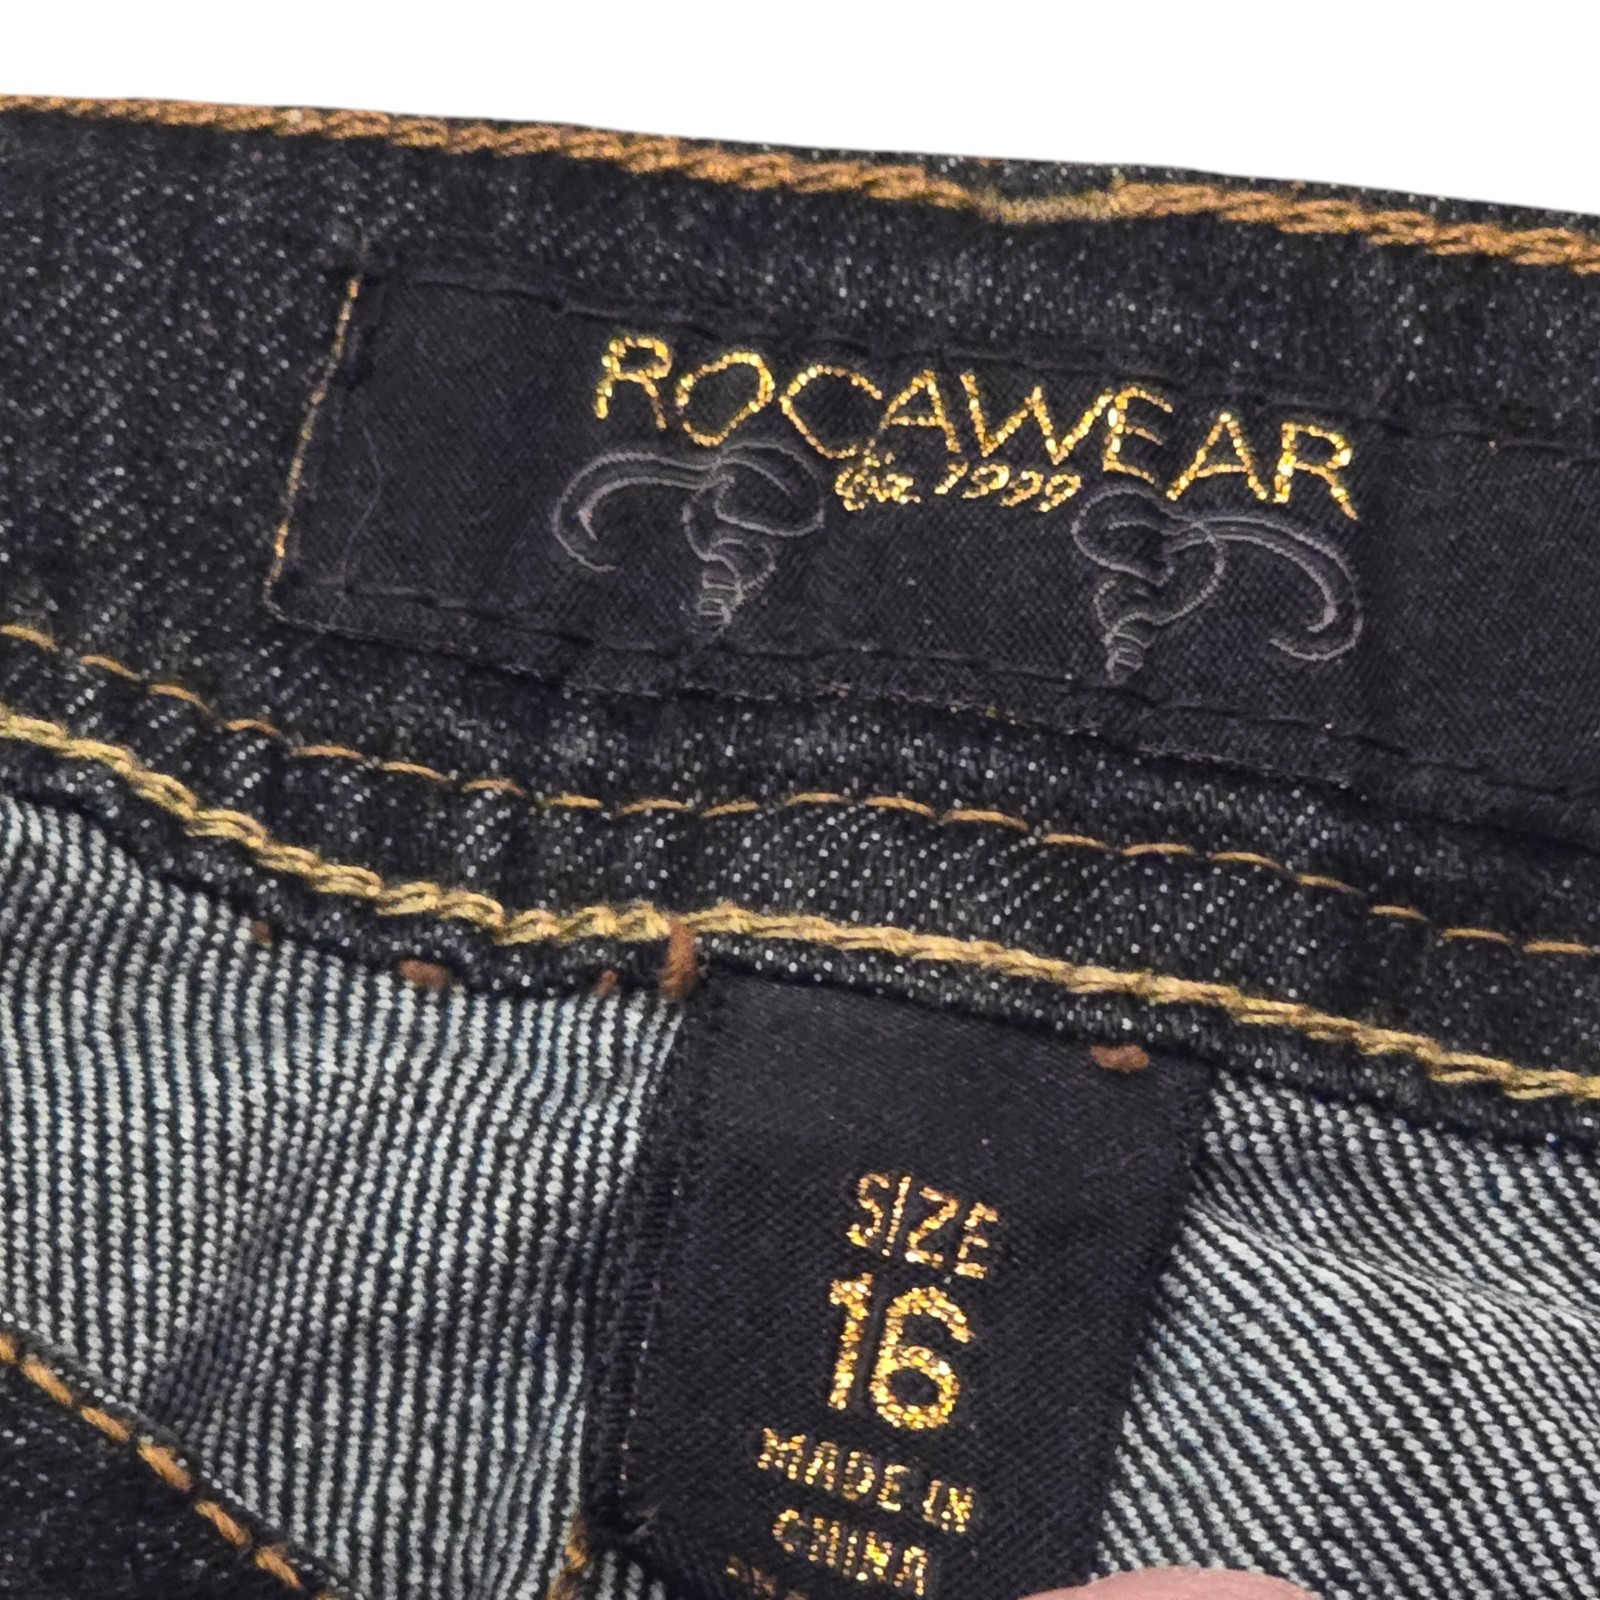 ROCAWEAR
Est. 1999
SIZE
16
MADE IN
CHINA